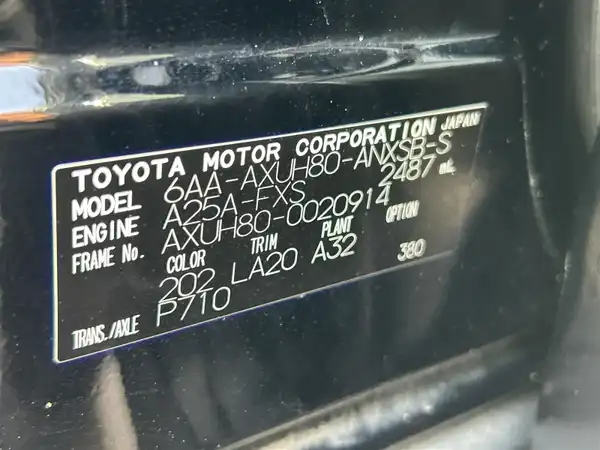 TOYOTA MOTOR CORPORATION JAPAN
MODEL 6AA-AXUH80-ANXSB-S
ENGINE A25A-FXS 2487 mL
FRAME No. AXUH80-0020914
COLOR TRIM PLANT OPTION
202 LA20 A32 380
TRANS./AXLE P710